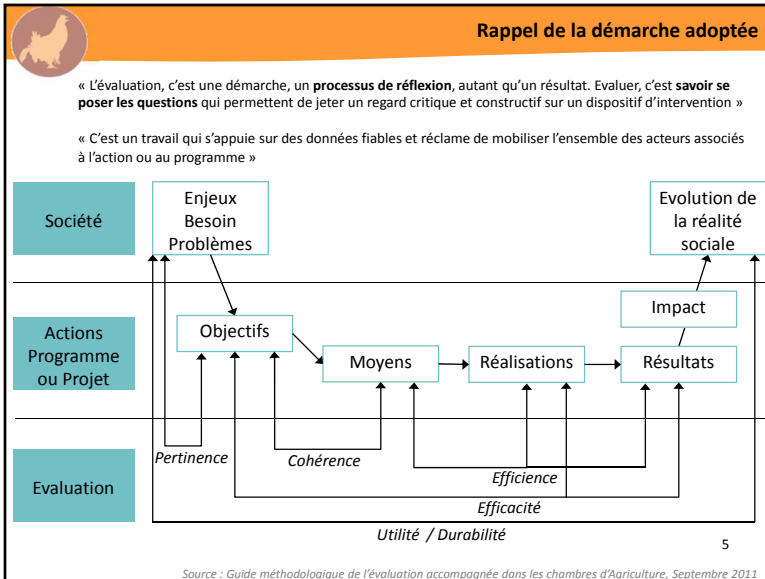 Rappel de la démarche adoptée
« L’évaluation, c’est une démarche, un processus de réflexion, autant qu’un résultat. Evaluer, c’est savoir se
poser les questions qui permettent de jeter un regard critique et constructif sur un dispositif d’intervention »
« C’est un travail qui s’appuie sur des données fiables et réclame de mobiliser l’ensemble des acteurs associés
à l’action ou au programme »
Société
Enjeux
Besoin
Problèmes
Evolution de
la réalité
sociale
Actions
Programme
ou Projet
Objectifs
Moyens
Réalisations
Résultats
Impact
Evaluation
Pertinence
Cohérence
Efficience
Efficacité
Utilité / Durabilité
5
Source : Guide méthodologique de l’évaluation accompagnée dans les chambres d’Agriculture, Septembre 2011